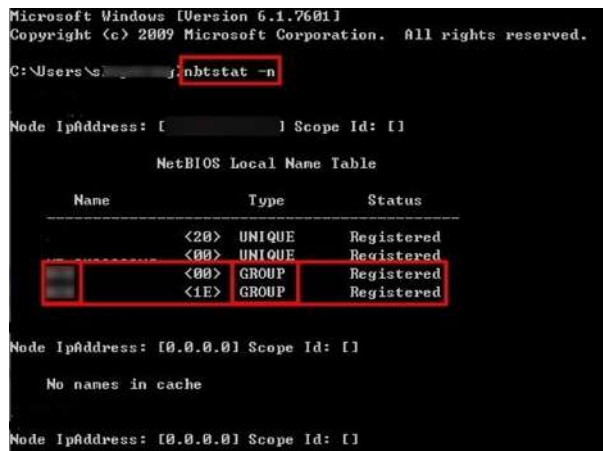 Microsoft Windows [Version 6.1.7601]
Copyright (c) 2009 Microsoft Corporation. All rights reserved.
C:\Users\s nbtstat -n
Node IpAddress: [ ] Scope Id: []
NetBIOS Local Name Table
Name Type Status
---------------------------------------------
<20> UNIQUE Registered
<00> UNIQUE Registered
<00> GROUP Registered
<1E> GROUP Registered
Node IpAddress: [0.0.0.0] Scope Id: []
No names in cache
Node IpAddress: [0.0.0.0] Scope Id: []